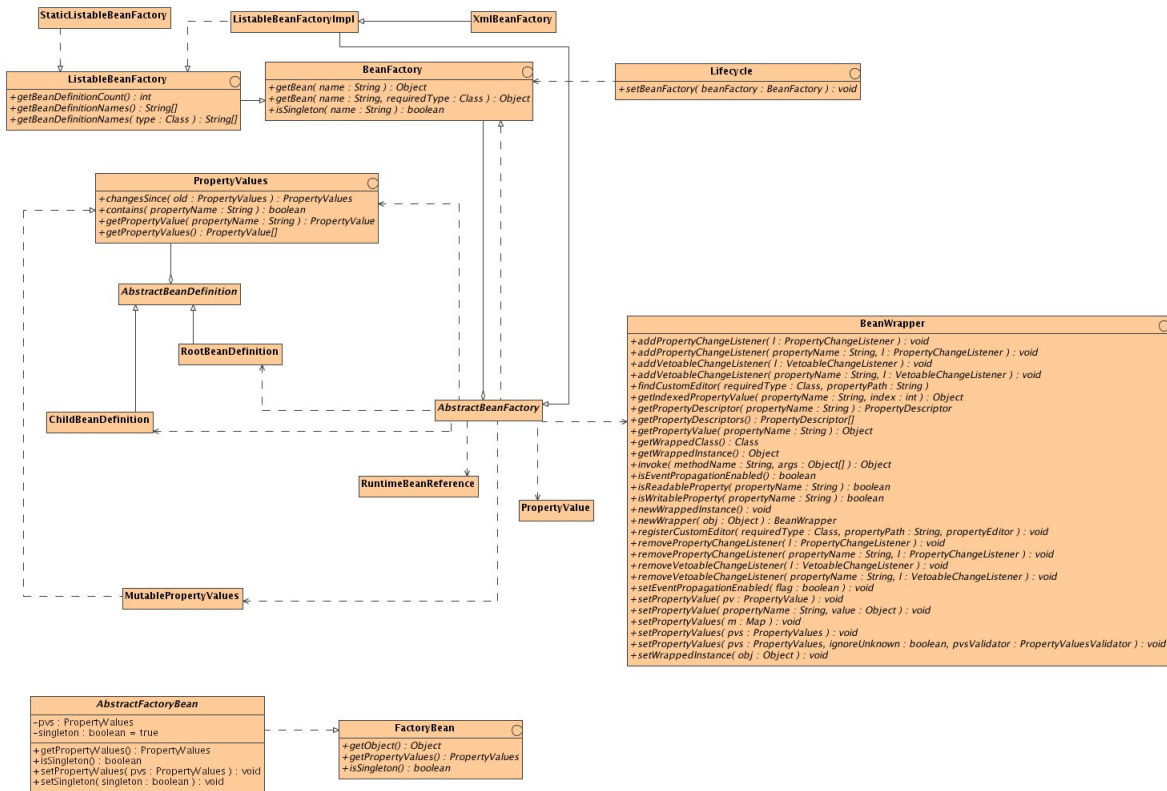 StaticListableBeanFactory
ListableBeanFactoryImpl
XmlBeanFactory
ListableBeanFactory
+getBeanDefinitionCount() : int
+getBeanDefinitionNames() : String[]
+getBeanDefinitionNames( type : Class ) : String[]
BeanFactory
+getBean( name : String ) : Object
+getBean( name : String, requiredType : Class ) : Object
+isSingleton( name : String ) : boolean
Lifecycle
+setBeanFactory( beanFactory : BeanFactory ) : void
PropertyValues
+changesSince( old : PropertyValues ) : PropertyValues
+contains( propertyName : String ) : boolean
+getPropertyValue( propertyName : String ) : PropertyValue
+getPropertyValues() : PropertyValue[]
AbstractBeanDefinition
RootBeanDefinition
ChildBeanDefinition
AbstractBeanFactory
RuntimeBeanReference
PropertyValue
MutablePropertyValues
BeanWrapper
+addPropertyChangeListener( l : PropertyChangeListener ) : void
+addPropertyChangeListener( propertyName : String, l : PropertyChangeListener ) : void
+addVetoableChangeListener( l : VetoableChangeListener ) : void
+addVetoableChangeListener( propertyName : String, l : VetoableChangeListener ) : void
+findCustomEditor( requiredType : Class, propertyPath : String )
+getIndexedPropertyValue( propertyName : String, index : int ) : Object
+getPropertyDescriptor( propertyName : String ) : PropertyDescriptor
+getPropertyDescriptors() : PropertyDescriptor[]
+getPropertyValue( propertyName : String ) : Object
+getWrappedClass() : Class
+getWrappedInstance() : Object
+invoke( methodName : String, args : Object[] ) : Object
+isEventPropagationEnabled() : boolean
+isReadableProperty( propertyName : String ) : boolean
+isWritableProperty( propertyName : String ) : boolean
+newWrappedInstance() : void
+newWrapper( obj : Object ) : BeanWrapper
+registerCustomEditor( requiredType : Class, propertyPath : String, propertyEditor ) : void
+removePropertyChangeListener( l : PropertyChangeListener ) : void
+removePropertyChangeListener( propertyName : String, l : PropertyChangeListener ) : void
+removeVetoableChangeListener( l : VetoableChangeListener ) : void
+removeVetoableChangeListener( propertyName : String, l : VetoableChangeListener ) : void
+setEventPropagationEnabled( flag : boolean ) : void
+setPropertyValue( pv : PropertyValue ) : void
+setPropertyValue( propertyName : String, value : Object ) : void
+setPropertyValues( m : Map ) : void
+setPropertyValues( pvs : PropertyValues ) : void
+setPropertyValues( pvs : PropertyValues, ignoreUnknown : boolean, pvsValidator : PropertyValuesValidator ) : void
+setWrappedInstance( obj : Object ) : void
AbstractFactoryBean
-pvs : PropertyValues
-singleton : boolean = true
+getPropertyValues() : PropertyValues
+isSingleton() : boolean
+setPropertyValues( pvs : PropertyValues ) : void
+setSingleton( singleton : boolean ) : void
FactoryBean
+getObject() : Object
+getPropertyValues() : PropertyValues
+isSingleton() : boolean